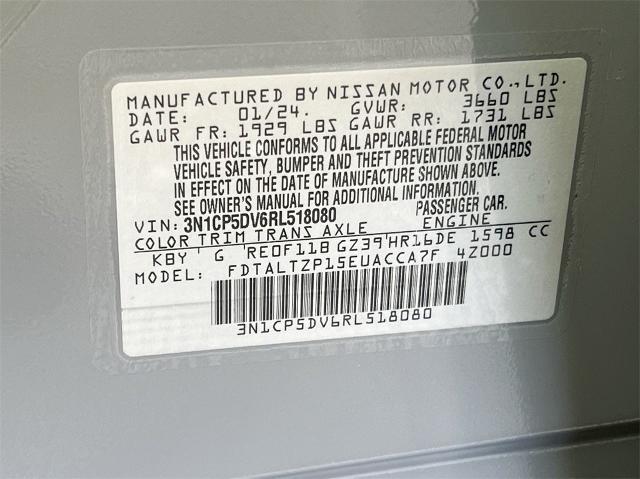 MANUFACTURED BY NISSAN MOTOR CO.,LTD.
DATE: 01/24. GVWR: 3660 LBS
GAWR FR: 1929 LBS GAWR RR: 1731 LBS
THIS VEHICLE CONFORMS TO ALL APPLICABLE FEDERAL MOTOR
VEHICLE SAFETY, BUMPER AND THEFT PREVENTION STANDARDS
IN EFFECT ON THE DATE OF MANUFACTURE SHOWN ABOVE.
SEE OWNER'S MANUAL FOR ADDITIONAL INFORMATION.
VIN: 3N1CP5DV6RL518080 PASSENGER CAR.
COLOR TRIM TRANS AXLE ENGINE
KBY G RE0F11B GZ39 HR16DE 1598 CC
MODEL: FDTALTZP15EUACCA7F 4Z000
3N1CP5DV6RL518080